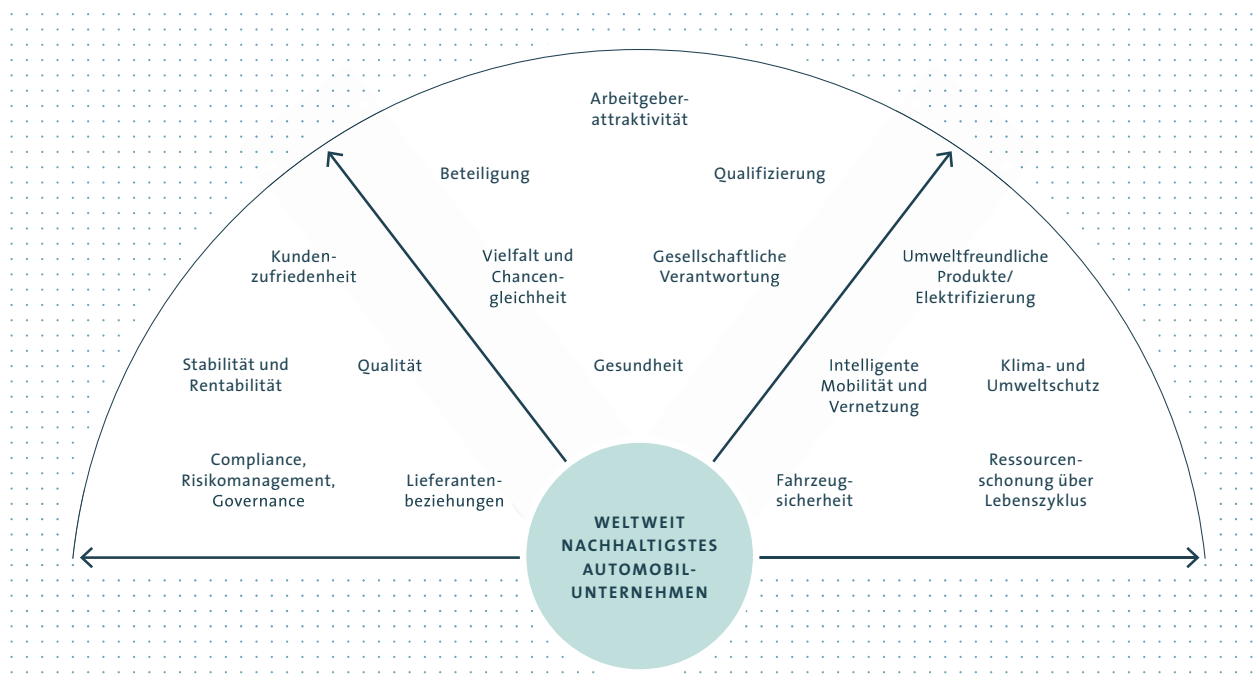 Arbeitgeber-
attraktivität
Beteiligung
Qualifizierung
Kunden-
zufriedenheit
Vielfalt und
Chancen-
gleichheit
Gesellschaftliche
Verantwortung
Umweltfreundliche
Produkte/
Elektrifizierung
Stabilität und
Rentabilität
Qualität
Gesundheit
Intelligente
Mobilität und
Vernetzung
Klima- und
Umweltschutz
Compliance,
Risikomanagement,
Governance
Lieferanten-
beziehungen
Fahrzeug-
sicherheit
Ressourcen-
schonung über
Lebenszyklus
WELTWEIT
NACHHALTIGSTES
AUTOMOBIL-
UNTERNEHMEN